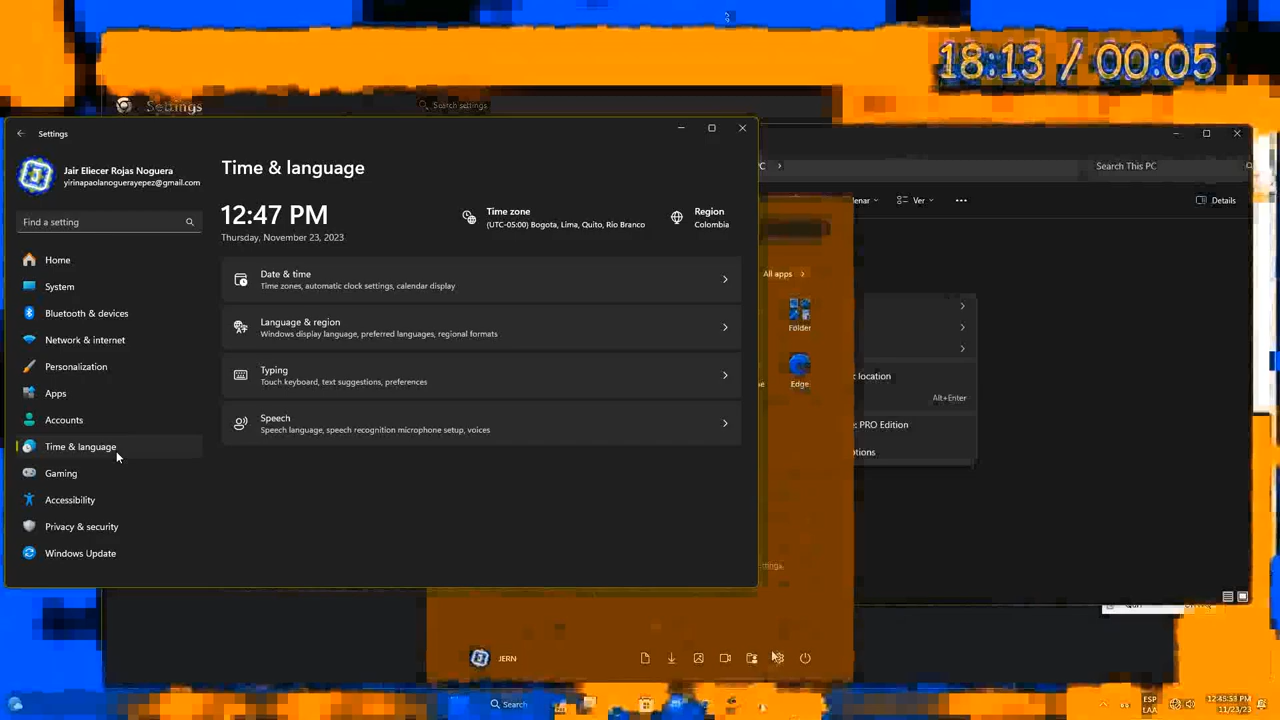 18:13 / 00:05
Settings
Search settings
Settings
Jair Eliecer Rojas Noguera
yirinapaolanoguerayepez@gmail.com
Find a setting
Home
System
Bluetooth & devices
Network & internet
Personalization
Apps
Accounts
Time & language
Gaming
Accessibility
Privacy & security
Windows Update
Time & language
12:47 PM
Thursday, November 23, 2023
Time zone
(UTC-05:00) Bogota, Lima, Quito, Rio Branco
Region
Colombia
Date & time
Time zones, automatic clock settings, calendar display
Language & region
Windows display language, preferred languages, regional formats
Typing
Touch keyboard, text suggestions, preferences
Speech
Speech language, speech recognition microphone setup, voices
Search This PC
Ver
Details
All apps
Folder
Edge
location
Alt+Enter
PRO Edition
JERN
Search
ESP
LAA
11/23/23